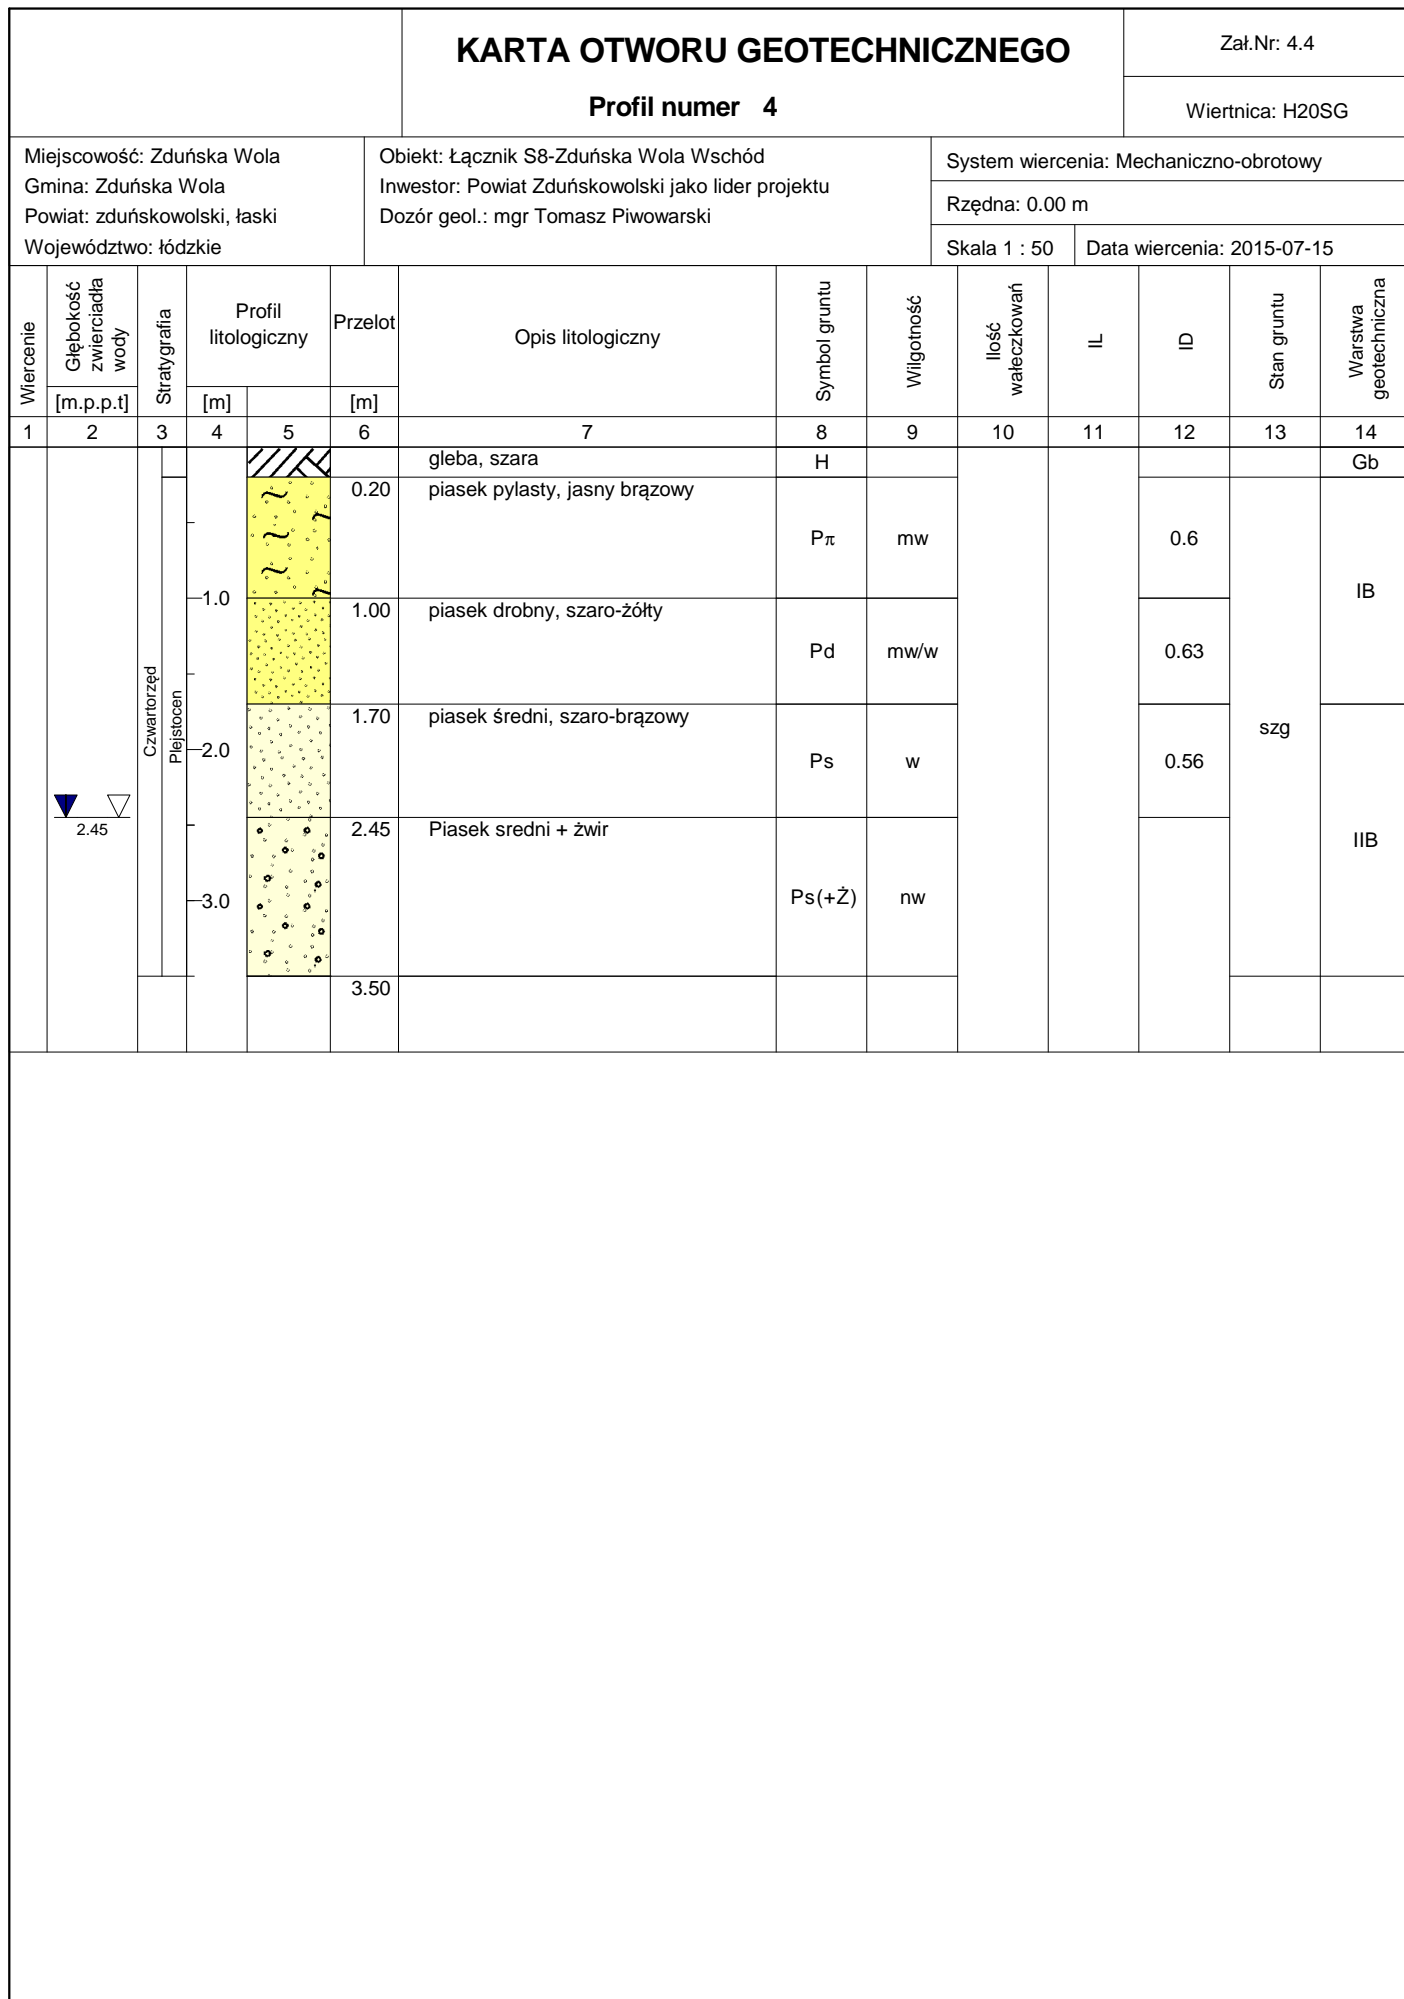 KARTA OTWORU GEOTECHNICZNEGO
Profil numer 4
Zał.Nr: 4.4
Wiertnica: H20SG
Miejscowość: Zduńska Wola
Gmina: Zduńska Wola
Powiat: zduńskowolski, łaski
Województwo: łódzkie
Obiekt: Łącznik S8-Zduńska Wola Wschód
Inwestor: Powiat Zduńskowolski jako lider projektu
Dozór geol.: mgr Tomasz Piwowarski
System wiercenia: Mechaniczno-obrotowy
Rzędna: 0.00 m
Skala 1 : 50
Data wiercenia: 2015-07-15
Wiercenie
Głębokość
zwierciadła
wody
[m.p.p.t]
Stratygrafia
Profil
litologiczny
[m]
Przelot
[m]
Opis litologiczny
Symbol gruntu
Wilgotność
Ilość
wałeczkowań
IL
ID
Stan gruntu
Warstwa
geotechniczna
1 2 3 4 5 6 7 8 9 10 11 12 13 14
gleba, szara H Gb
0.20 piasek pylasty, jasny brązowy
Pπ mw 0.6
1.0
IB
1.00 piasek drobny, szaro-żółty
Pd mw/w 0.63
Czwartorzęd
Plejstocen
1.70 piasek średni, szaro-brązowy
szg
2.0
Ps w 0.56
2.45
2.45 Piasek sredni + żwir
IIB
3.0
Ps(+Ż) nw
3.50